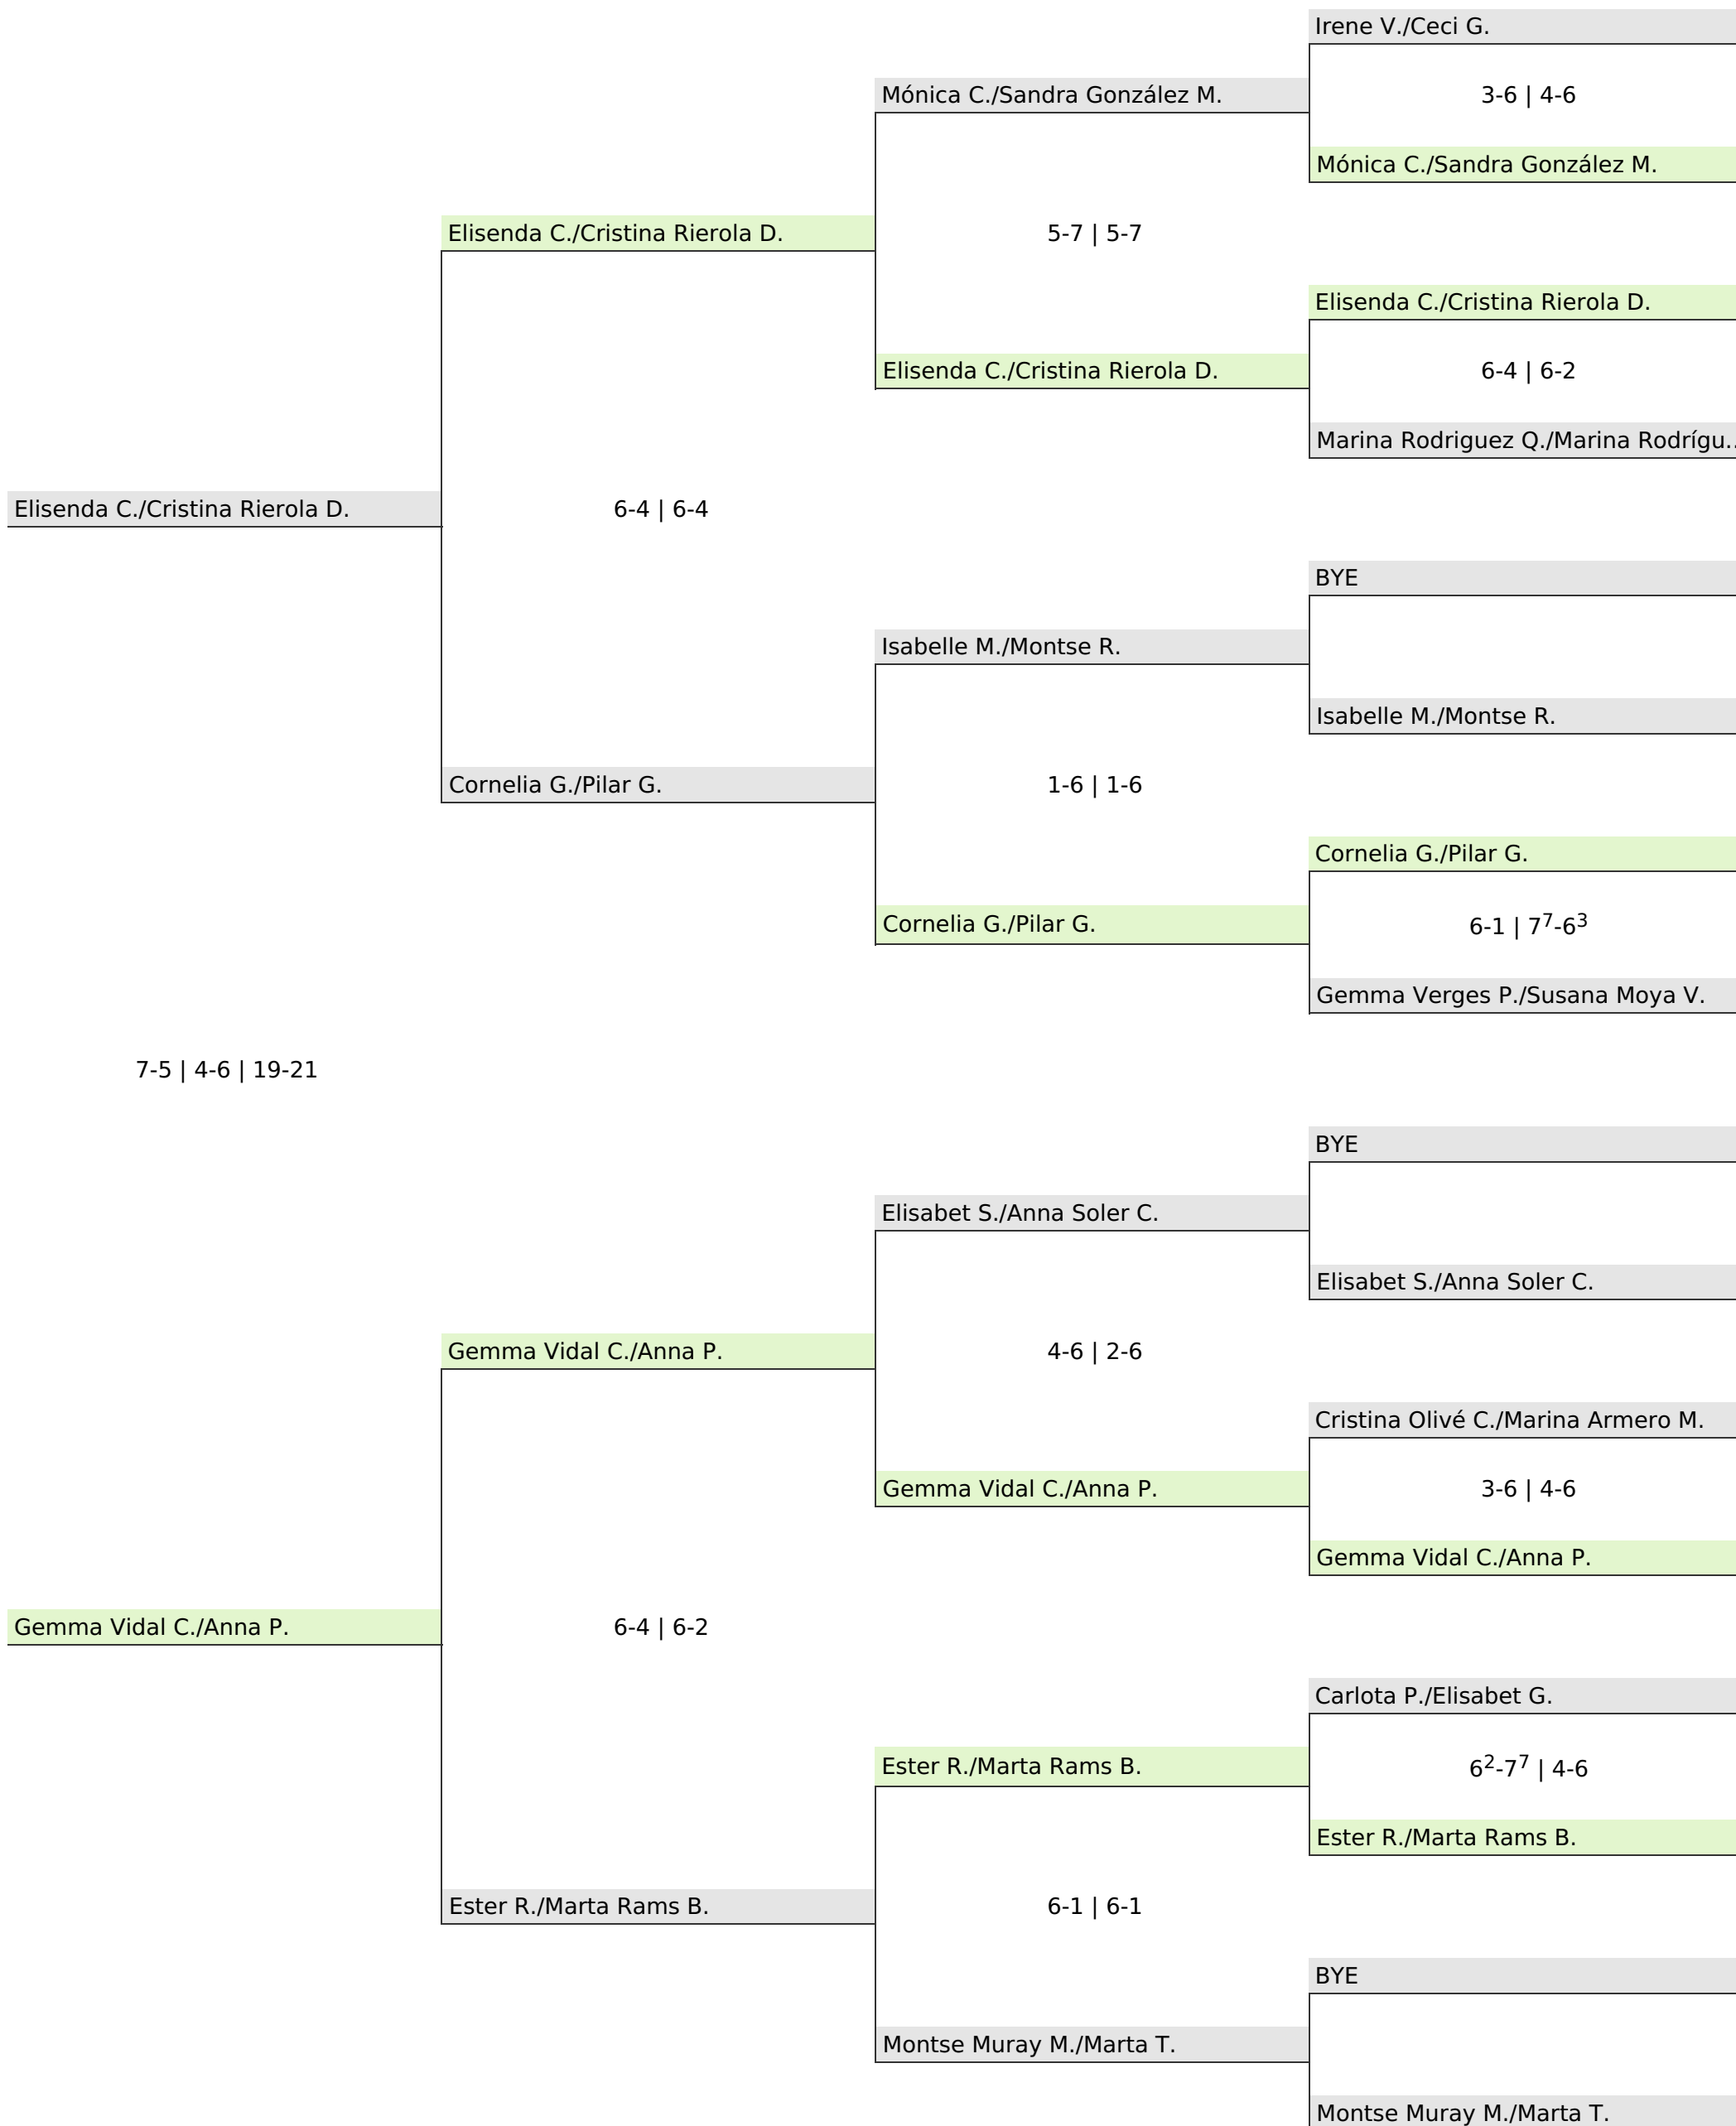 Irene V./Ceci G.
Mónica C./Sandra González M.
3-6 | 4-6
Mónica C./Sandra González M.
Elisenda C./Cristina Rierola D.
5-7 | 5-7
Elisenda C./Cristina Rierola D.
Elisenda C./Cristina Rierola D.
6-4 | 6-2
Marina Rodriguez Q./Marina Rodrígu..
Elisenda C./Cristina Rierola D.
6-4 | 6-4
BYE
Isabelle M./Montse R.
Isabelle M./Montse R.
Cornelia G./Pilar G.
1-6 | 1-6
Cornelia G./Pilar G.
Cornelia G./Pilar G.
6-1 | 7⁷-6³
Gemma Verges P./Susana Moya V.
7-5 | 4-6 | 19-21
BYE
Elisabet S./Anna Soler C.
Elisabet S./Anna Soler C.
Gemma Vidal C./Anna P.
4-6 | 2-6
Cristina Olivé C./Marina Armero M.
Gemma Vidal C./Anna P.
3-6 | 4-6
Gemma Vidal C./Anna P.
Gemma Vidal C./Anna P.
6-4 | 6-2
Carlota P./Elisabet G.
Ester R./Marta Rams B.
6²-7⁷ | 4-6
Ester R./Marta Rams B.
Ester R./Marta Rams B.
6-1 | 6-1
BYE
Montse Muray M./Marta T.
Montse Muray M./Marta T.